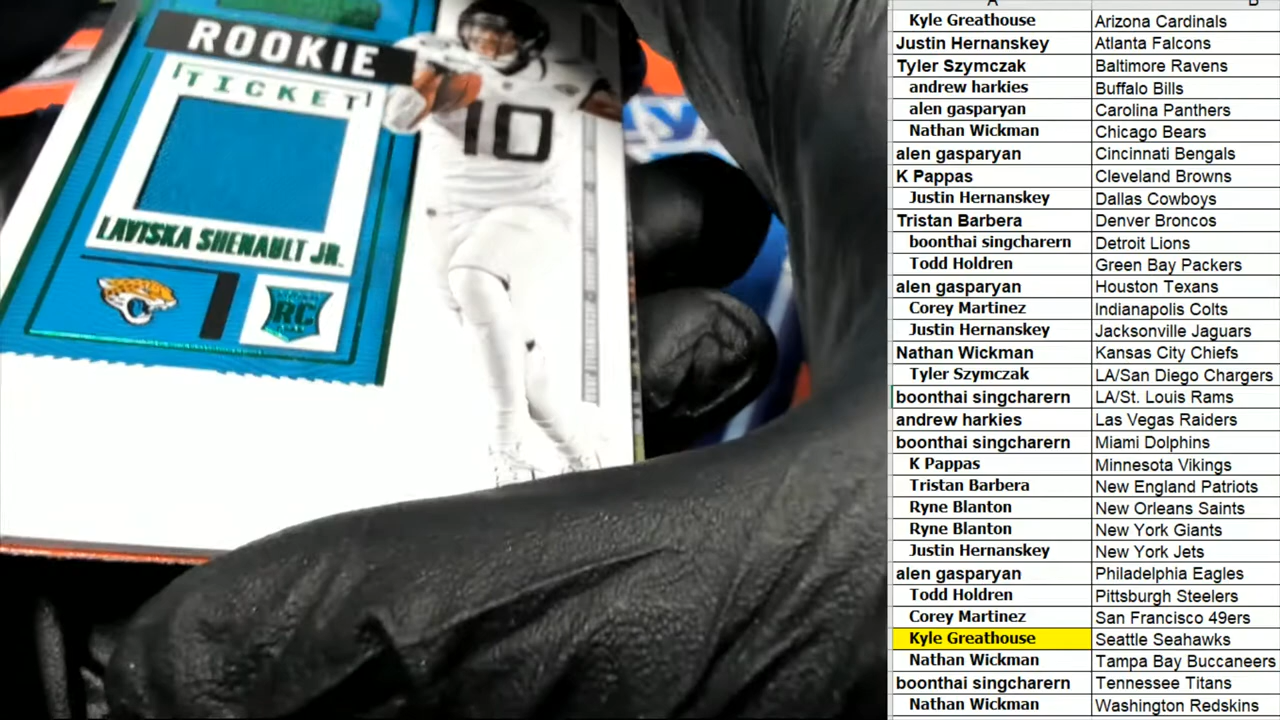 ROOKIE
TICKET
LAVISKA SHENAULT JR.
RC
10
A B
Kyle Greathouse Arizona Cardinals
Justin Hernanskey Atlanta Falcons
Tyler Szymczak Baltimore Ravens
andrew harkies Buffalo Bills
alen gasparyan Carolina Panthers
Nathan Wickman Chicago Bears
alen gasparyan Cincinnati Bengals
K Pappas Cleveland Browns
Justin Hernanskey Dallas Cowboys
Tristan Barbera Denver Broncos
boonthai singcharern Detroit Lions
Todd Holdren Green Bay Packers
alen gasparyan Houston Texans
Corey Martinez Indianapolis Colts
Justin Hernanskey Jacksonville Jaguars
Nathan Wickman Kansas City Chiefs
Tyler Szymczak LA/San Diego Chargers
boonthai singcharern LA/St. Louis Rams
andrew harkies Las Vegas Raiders
boonthai singcharern Miami Dolphins
K Pappas Minnesota Vikings
Tristan Barbera New England Patriots
Ryne Blanton New Orleans Saints
Ryne Blanton New York Giants
Justin Hernanskey New York Jets
alen gasparyan Philadelphia Eagles
Todd Holdren Pittsburgh Steelers
Corey Martinez San Francisco 49ers
Kyle Greathouse Seattle Seahawks
Nathan Wickman Tampa Bay Buccaneers
boonthai singcharern Tennessee Titans
Nathan Wickman Washington Redskins